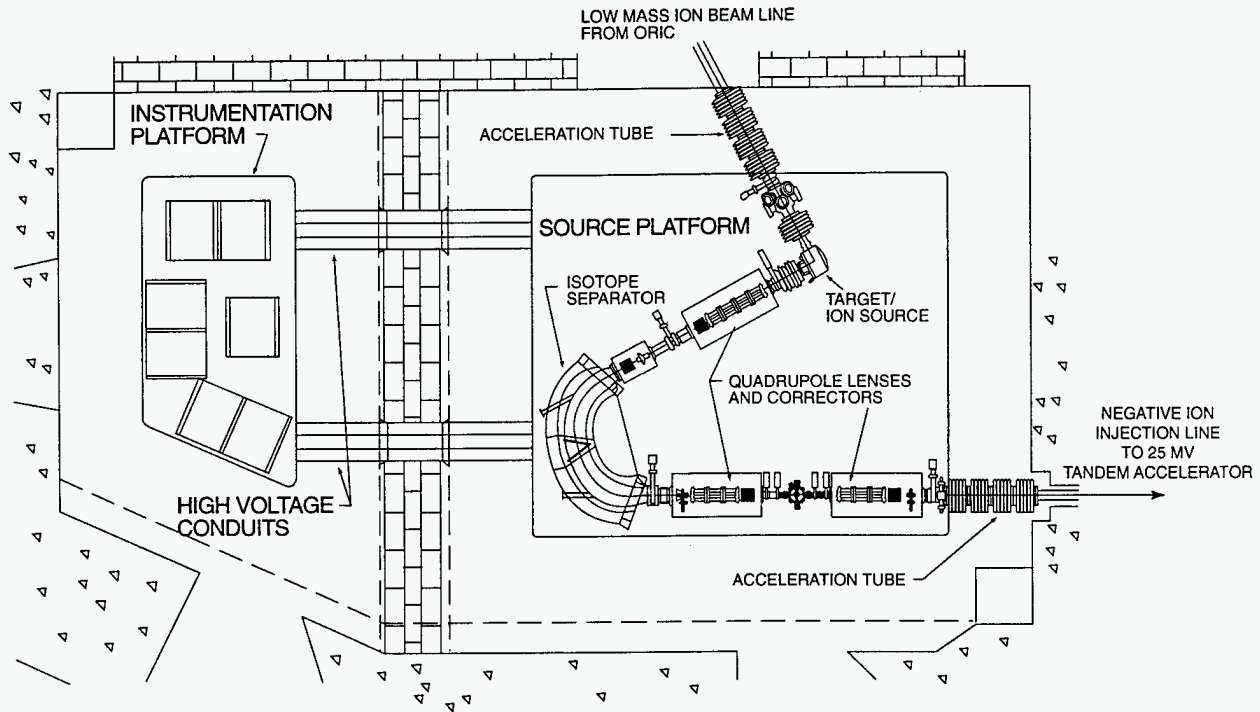 LOW MASS ION BEAM LINE
FROM ORIC
INSTRUMENTATION
PLATFORM
ACCELERATION TUBE
SOURCE PLATFORM
ISOTOPE
SEPARATOR
TARGET/
ION SOURCE
QUADRUPOLE LENSES
AND CORRECTORS
NEGATIVE ION
INJECTION LINE
TO 25 MV
TANDEM ACCELERATOR
HIGH VOLTAGE
CONDUITS
ACCELERATION TUBE